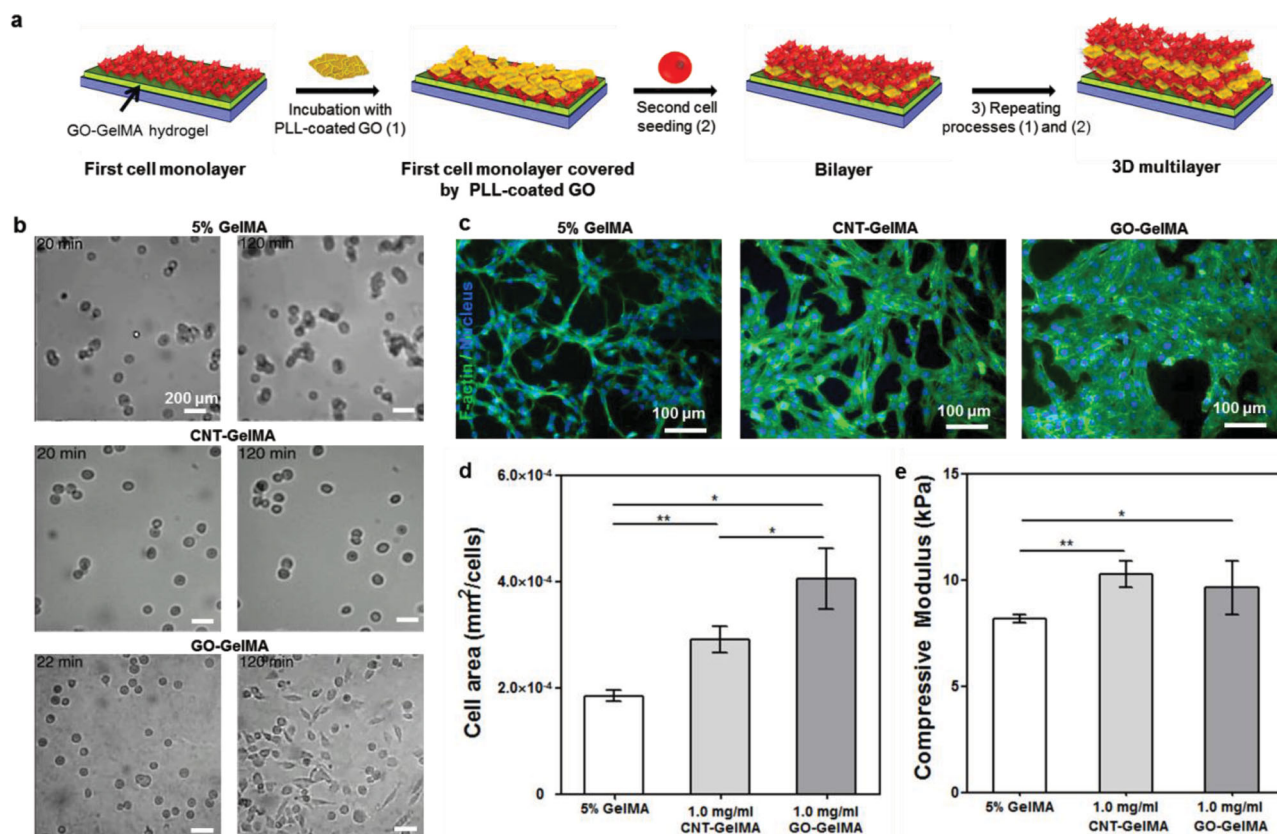 a
GO-GelMA hydrogel
Incubation with
PLL-coated GO (1)
Second cell
seeding (2)
3) Repeating
processes (1) and (2)
First cell monolayer
First cell monolayer covered
by PLL-coated GO
Bilayer
3D multilayer
b
5% GelMA
20 min
120 min
200 µm
CNT-GelMA
20 min
120 min
GO-GelMA
22 min
120 min
c
5% GelMA
CNT-GelMA
GO-GelMA
F-actin / Nucleus
100 µm
100 µm
100 µm
d
Cell area (mm²/cells)
6.0×10⁻⁴
4.0×10⁻⁴
2.0×10⁻⁴
0
*
**
*
5% GelMA
1.0 mg/ml
CNT-GelMA
1.0 mg/ml
GO-GelMA
e
Compressive Modulus (kPa)
15
10
5
0
*
**
5% GelMA
1.0 mg/ml
CNT-GelMA
1.0 mg/ml
GO-GelMA